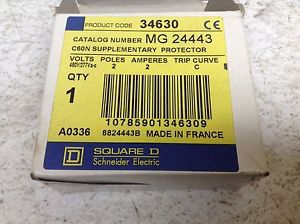 PRODUCT CODE 34630 CE
CATALOG NUMBER MG 24443
C60N SUPPLEMENTARY PROTECTOR
VOLTS POLES AMPERES TRIP CURVE
480Y/277Vac 2 2 C
QTY
1
10785901346309
A0336 8824443B MADE IN FRANCE
D SQUARE D
Schneider Electric